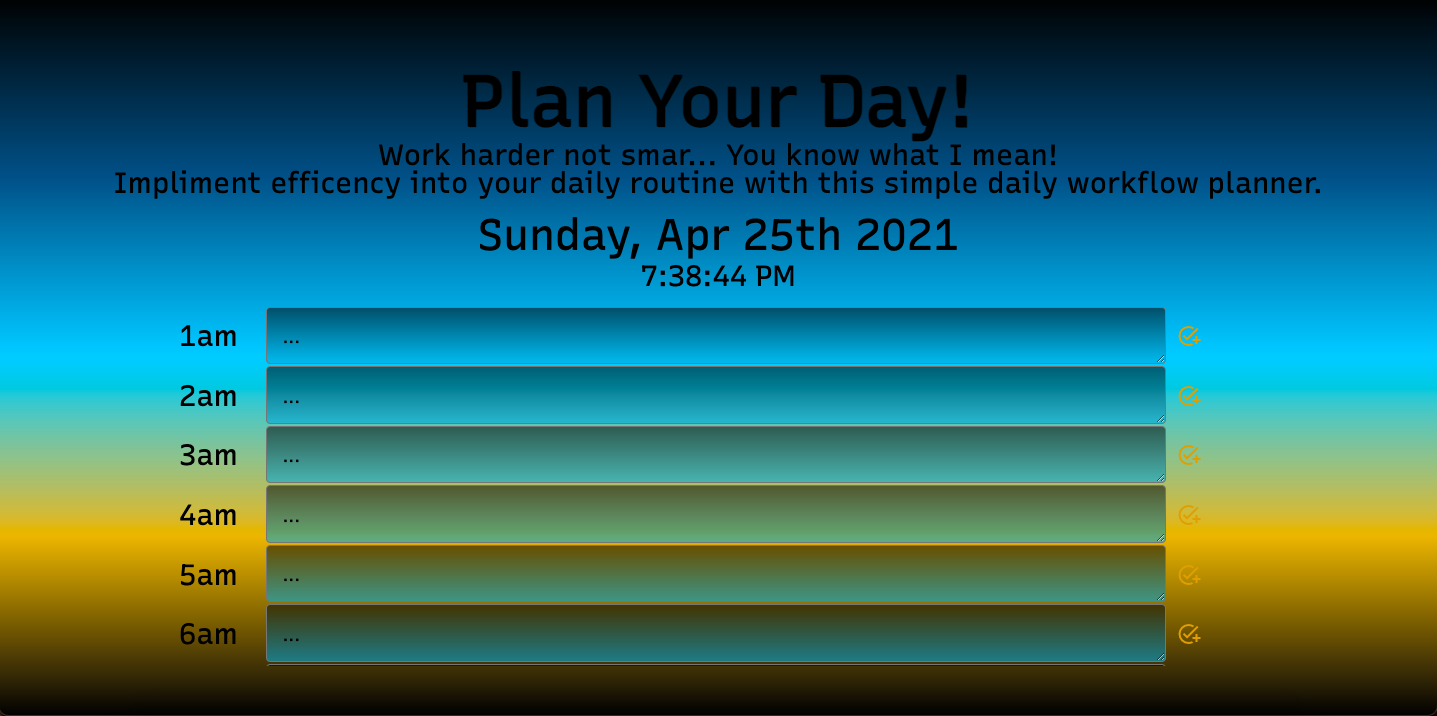 Plan Your Day!
Work harder not smar... You know what I mean!
Impliment efficency into your daily routine with this simple daily workflow planner.
Sunday, Apr 25th 2021
7:38:44 PM
1am ...
2am ...
3am ...
4am ...
5am ...
6am ...